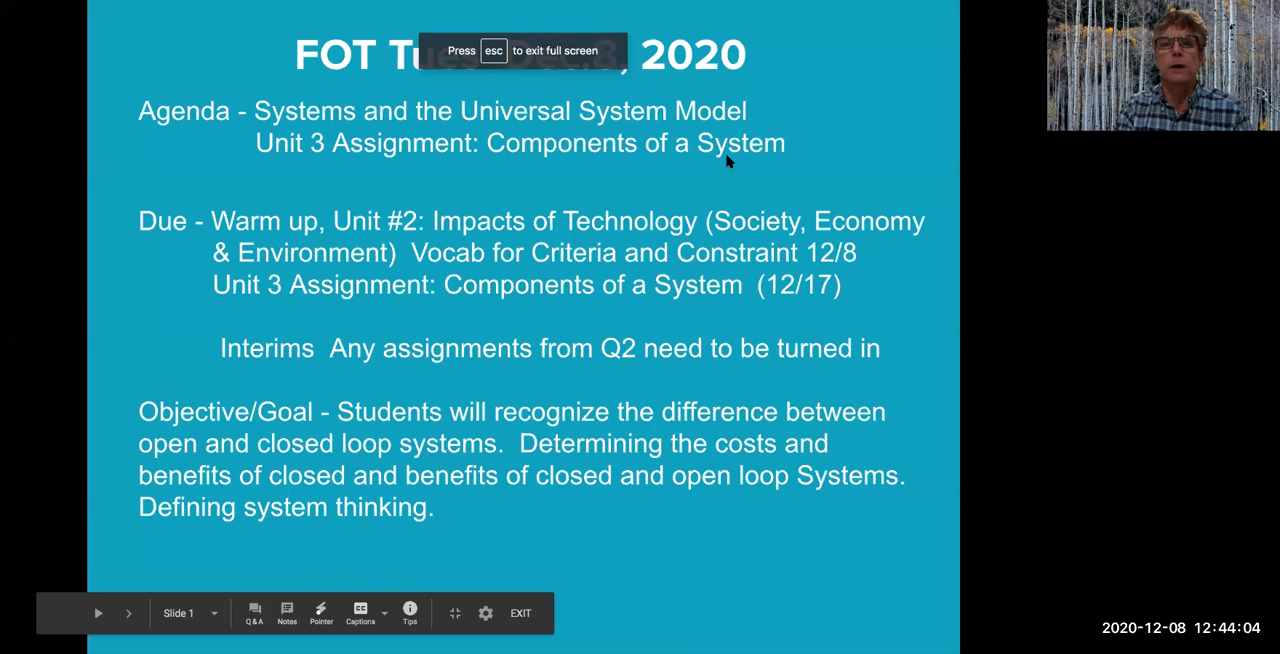 FOT Tues Dec.8, 2020
Press esc to exit full screen
Agenda - Systems and the Universal System Model
Unit 3 Assignment: Components of a System
Due - Warm up, Unit #2: Impacts of Technology (Society, Economy
& Environment) Vocab for Criteria and Constraint 12/8
Unit 3 Assignment: Components of a System (12/17)
Interims Any assignments from Q2 need to be turned in
Objective/Goal - Students will recognize the difference between
open and closed loop systems. Determining the costs and
benefits of closed and benefits of closed and open loop Systems.
Defining system thinking.
Slide 1 Q & A Notes Pointer CC Captions Tips EXIT
2020-12-08 12:44:04